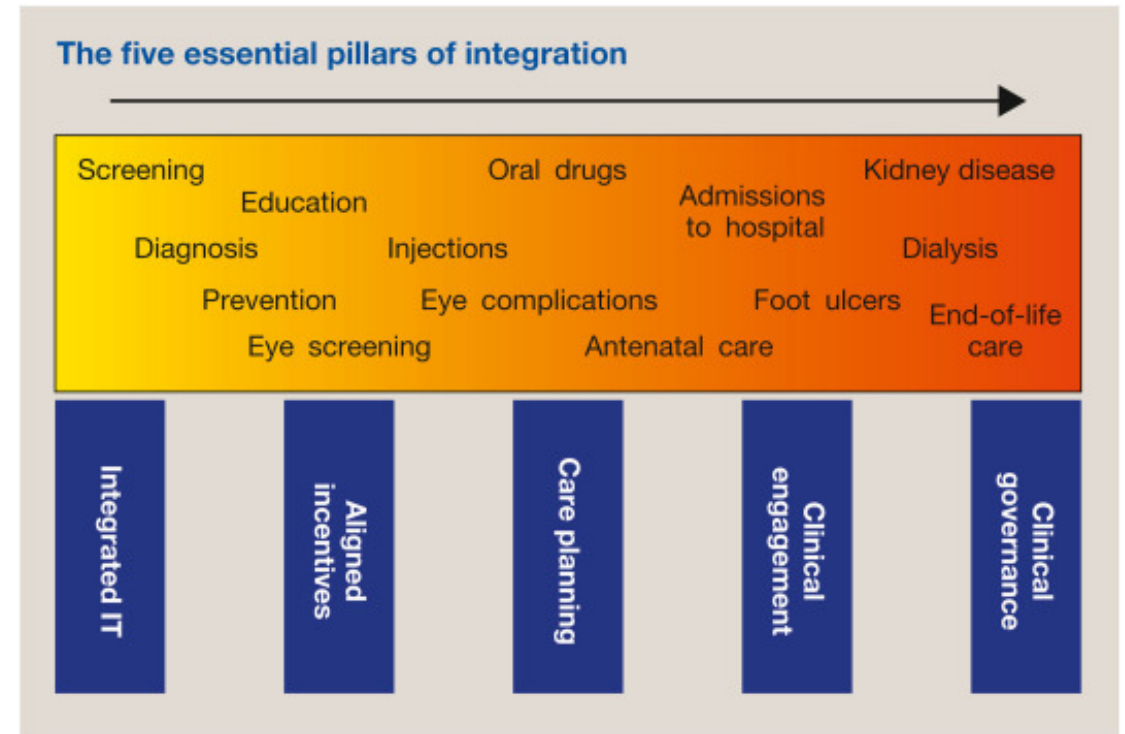 The five essential pillars of integration
Screening
Oral drugs
Kidney disease
Education
Admissions
to hospital
Diagnosis
Injections
Dialysis
Prevention
Eye complications
Foot ulcers
End-of-life
care
Eye screening
Antenatal care
Integrated IT
Aligned
incentives
Care planning
Clinical
engagement
Clinical
governance